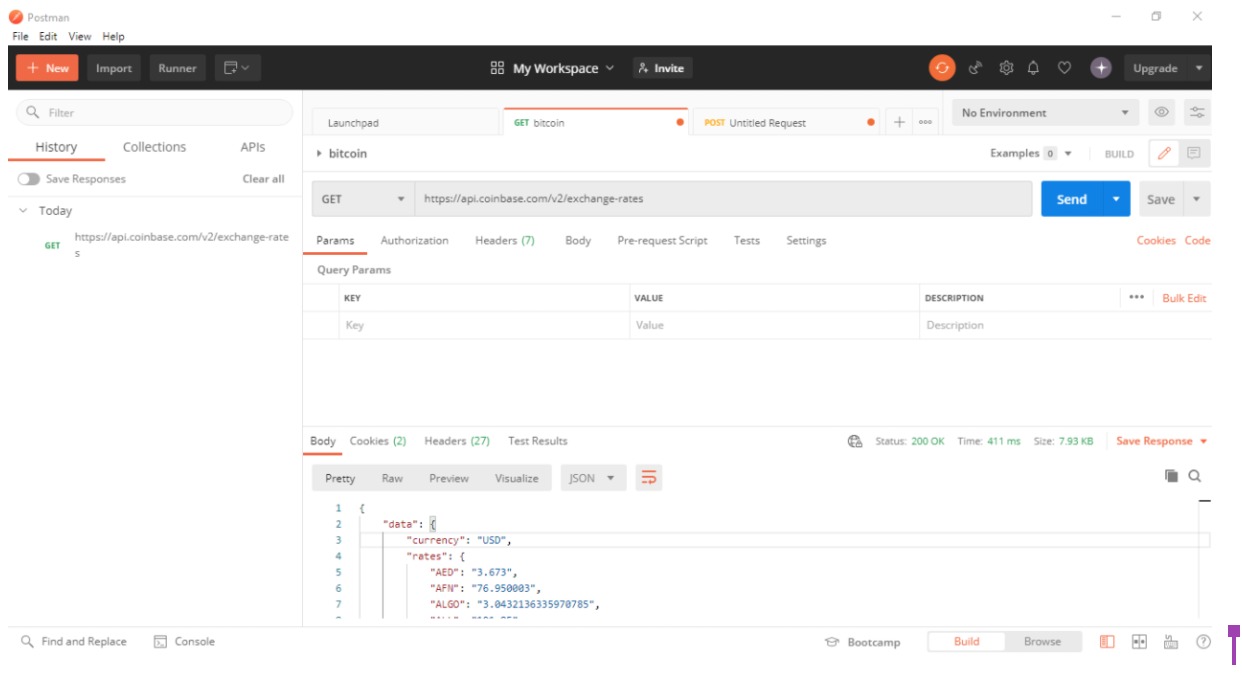 Postman
File Edit View Help
+ New Import Runner My Workspace Invite Upgrade
Filter
History Collections APIs
Save Responses Clear all
Today
GET https://api.coinbase.com/v2/exchange-rate
s
Launchpad GET bitcoin POST Untitled Request + ooo No Environment
bitcoin Examples 0 BUILD
GET https://api.coinbase.com/v2/exchange-rates Send Save
Params Authorization Headers (7) Body Pre-request Script Tests Settings Cookies Code
Query Params
KEY VALUE DESCRIPTION ••• Bulk Edit
Key Value Description
Body Cookies (2) Headers (27) Test Results Status: 200 OK Time: 411 ms Size: 7.93 KB Save Response
Pretty Raw Preview Visualize JSON
1 {
2 "data": {
3 "currency": "USD",
4 "rates": {
5 "AED": "3.673",
6 "AFN": "76.950003",
7 "ALGO": "3.0432136335970785",
Find and Replace Console Bootcamp Build Browse ?